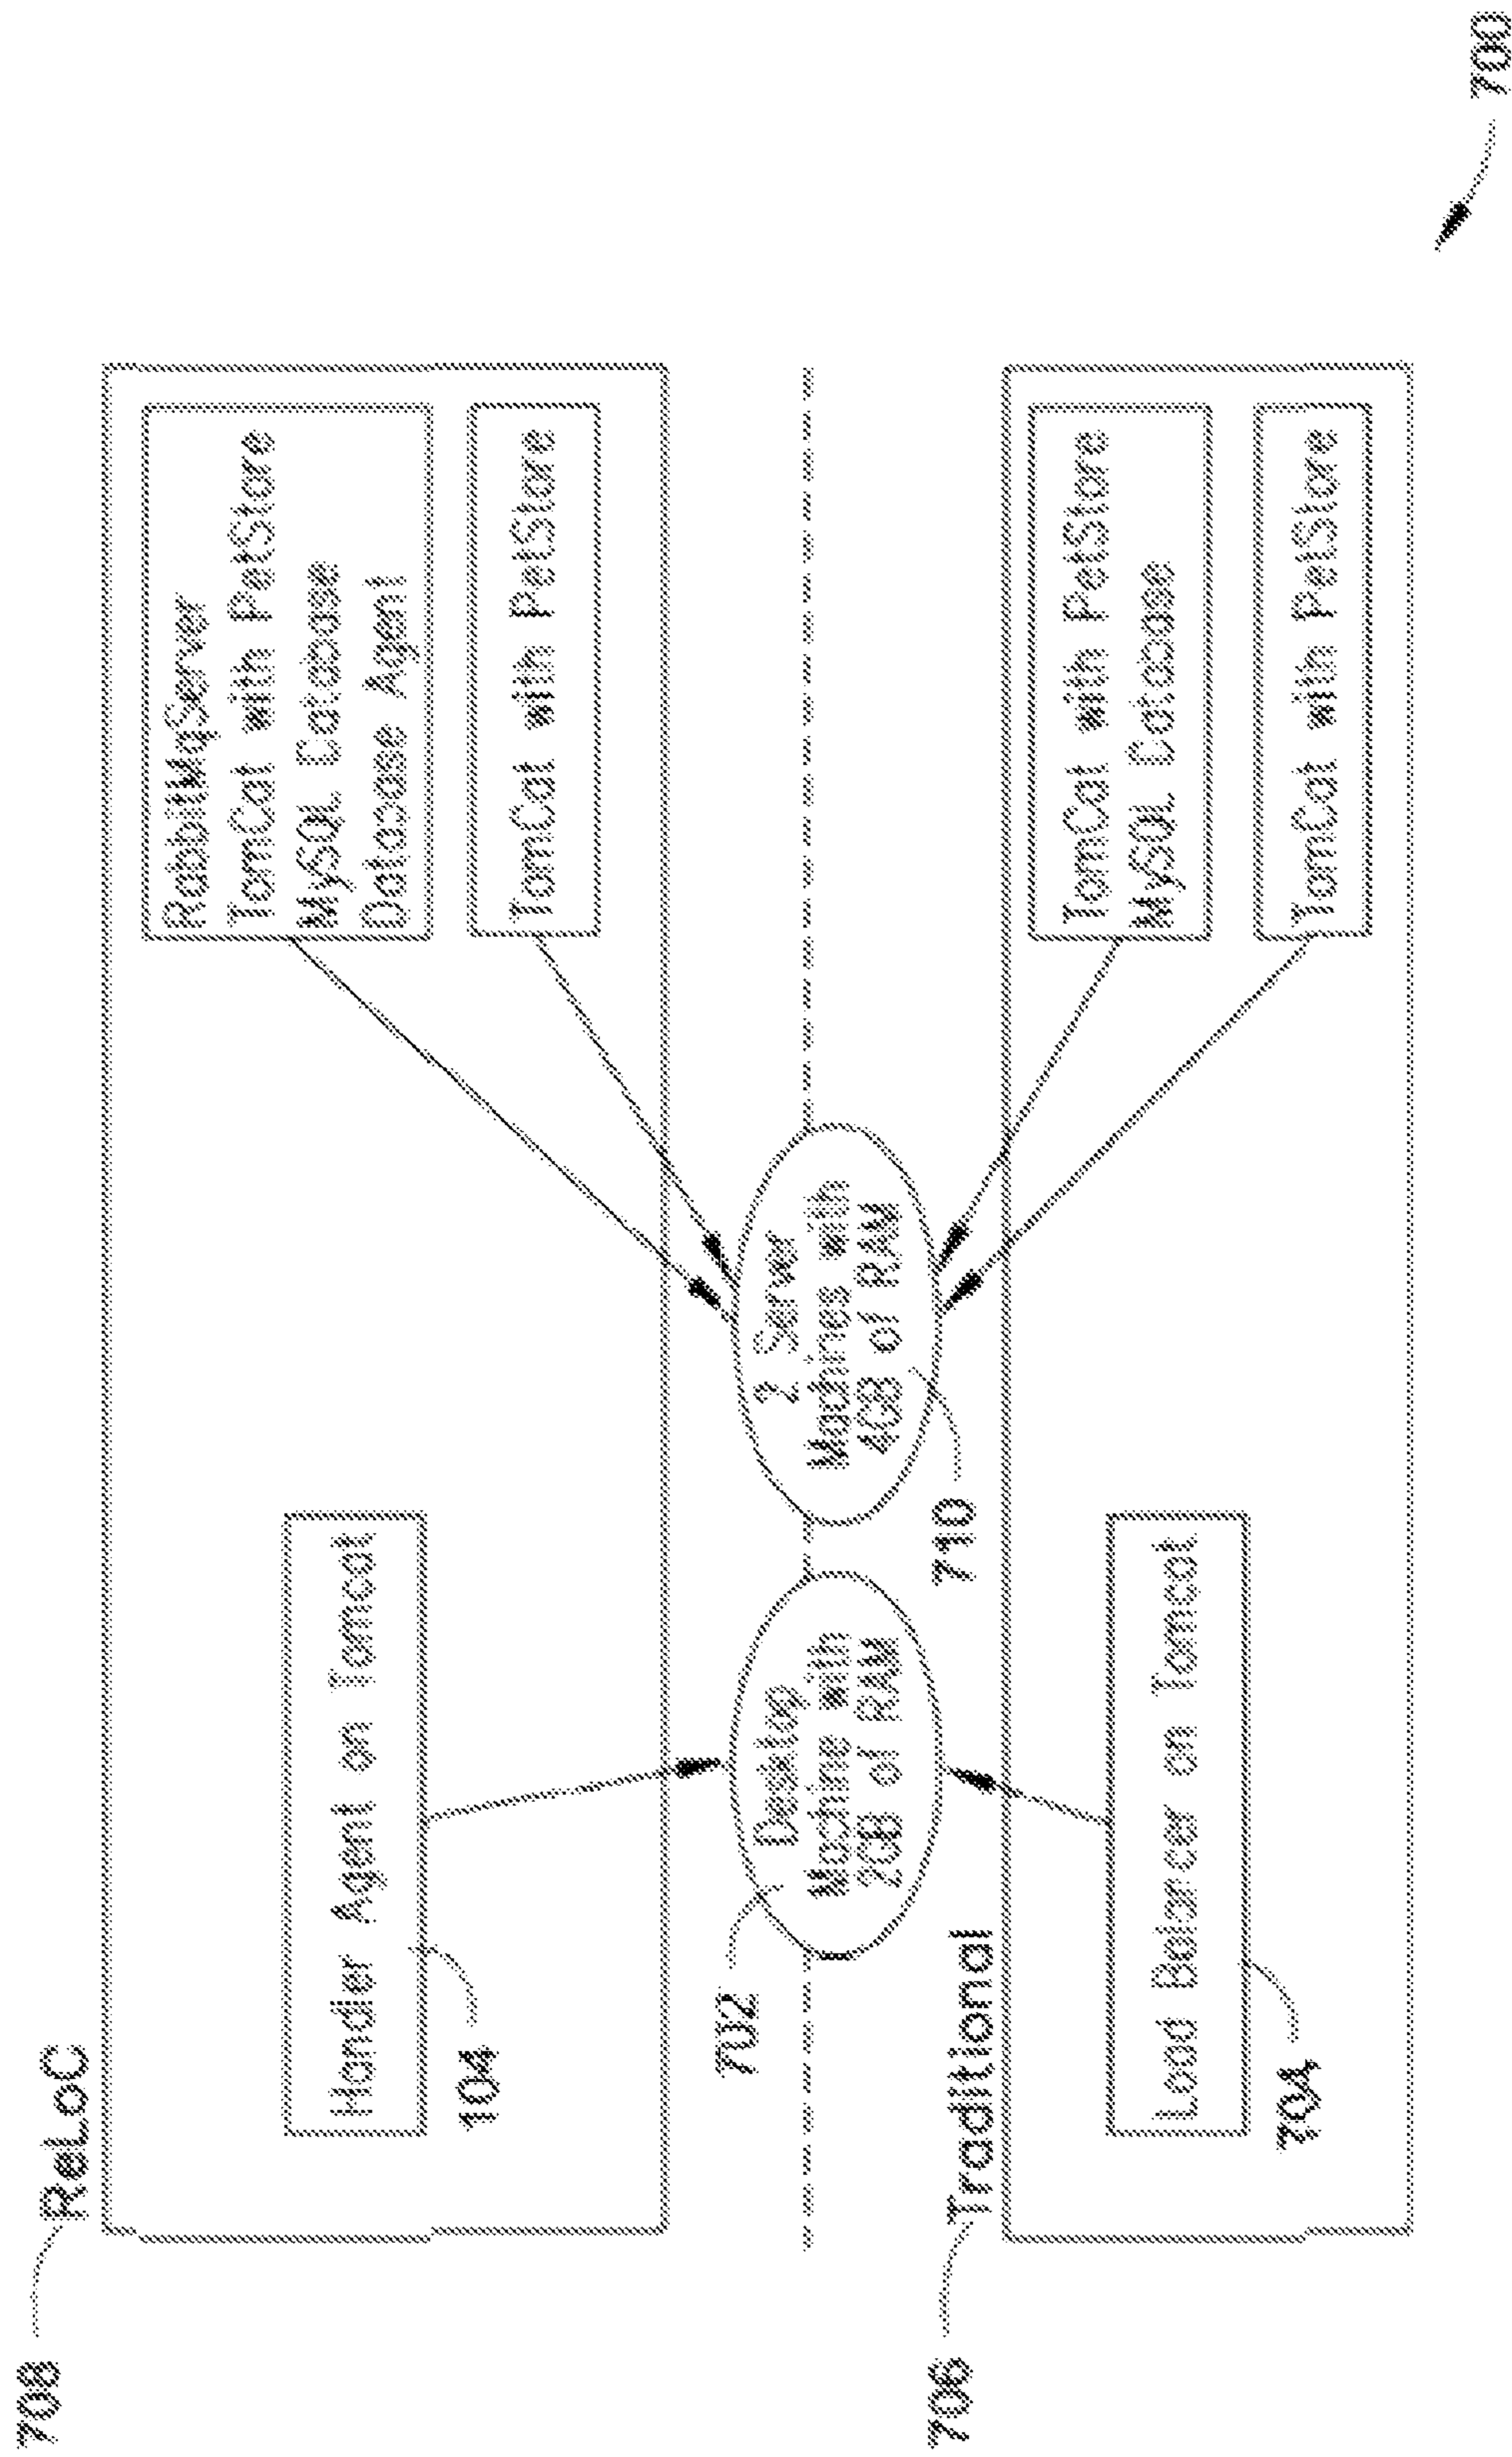 708
ReLoC
Handler Agent on Tomcat
104
RabbitMqServer
TomCat with PetStore
MySQL Database
Database Agent
TomCat with PetStore
702
Desktop
Machine with
2GB of RAM
2 Server
Machines with
4GB of RAM
710
706
Traditional
Load Balancer on Tomcat
704
TomCat with PetStore
MySQL Database
TomCat with PetStore
700